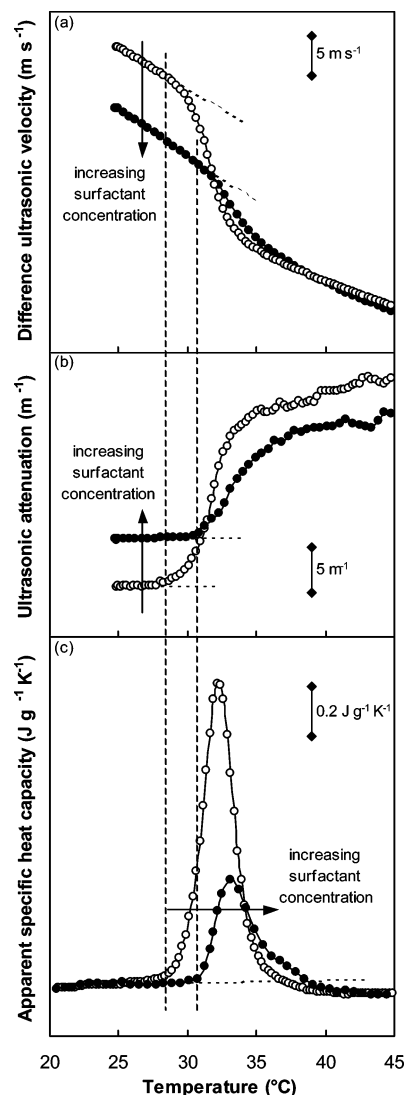 (a)
Difference ultrasonic velocity (m s⁻¹)
5 m s⁻¹
increasing
surfactant
concentration
(b)
Ultrasonic attenuation (m⁻¹)
increasing
surfactant
concentration
5 m⁻¹
(c)
Apparent specific heat capacity (J g⁻¹ K⁻¹)
0.2 J g⁻¹ K⁻¹
increasing
surfactant
concentration
20 25 30 35 40 45
Temperature (°C)